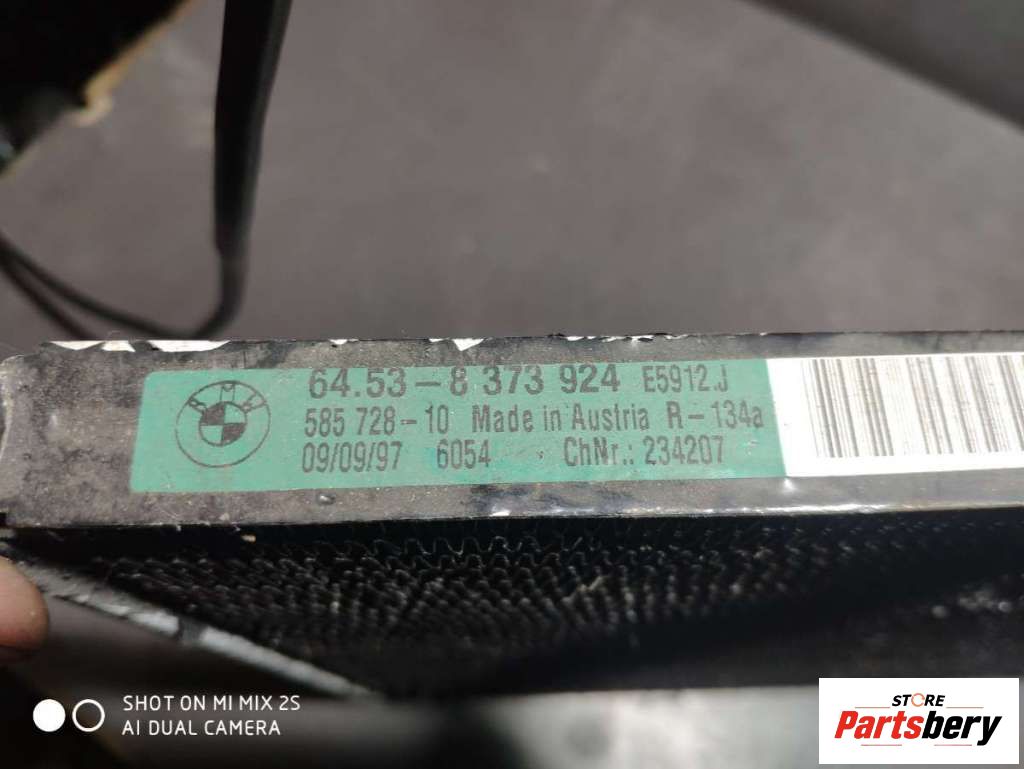 64.53-8 373 924 E5912.J
585 728-10 Made in Austria R-134a
09/09/97 6054 ChNr.: 234207
SHOT ON MI MIX 2S
AI DUAL CAMERA
STORE
Partsbery